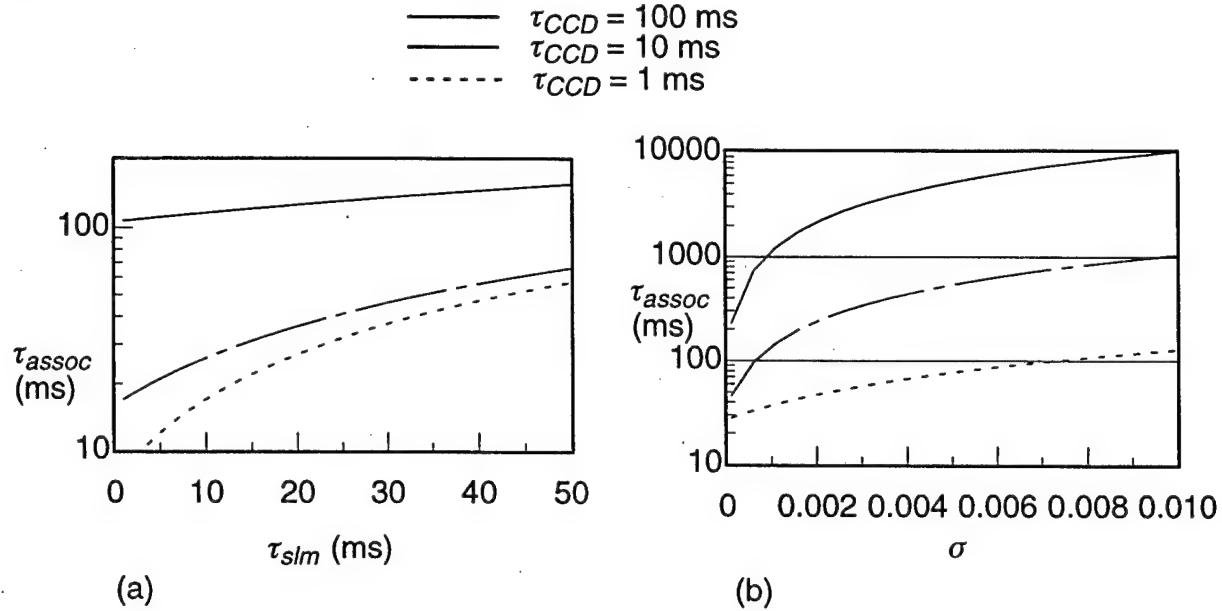 τCCD = 100 ms
τCCD = 10 ms
τCCD = 1 ms
100
τassoc
(ms)
10
0 10 20 30 40 50
τslm (ms)
(a)
10000
1000
τassoc
(ms)
100
10
0 0.002 0.004 0.006 0.008 0.010
σ
(b)